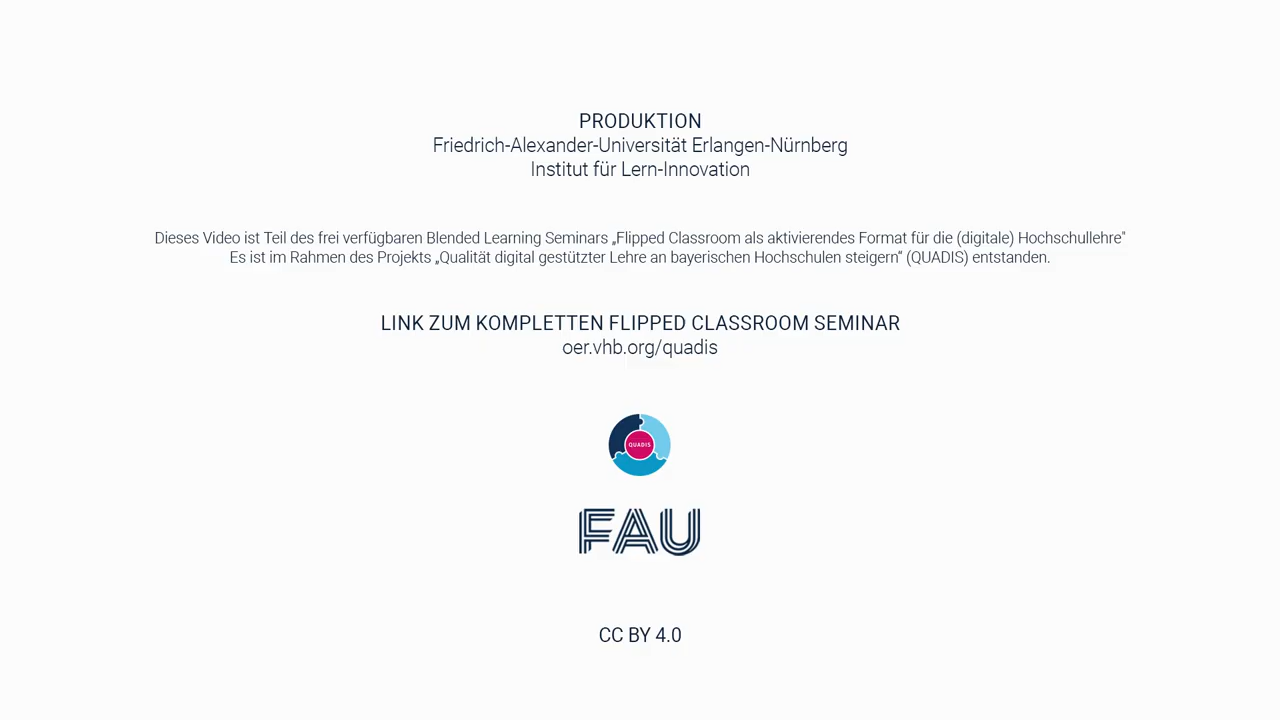 PRODUKTION
Friedrich-Alexander-Universität Erlangen-Nürnberg
Institut für Lern-Innovation
Dieses Video ist Teil des frei verfügbaren Blended Learning Seminars „Flipped Classroom als aktivierendes Format für die (digitale) Hochschullehre"
Es ist im Rahmen des Projekts „Qualität digital gestützter Lehre an bayerischen Hochschulen steigern“ (QUADIS) entstanden.
LINK ZUM KOMPLETTEN FLIPPED CLASSROOM SEMINAR
oer.vhb.org/quadis
QUADIS
FAU
CC BY 4.0